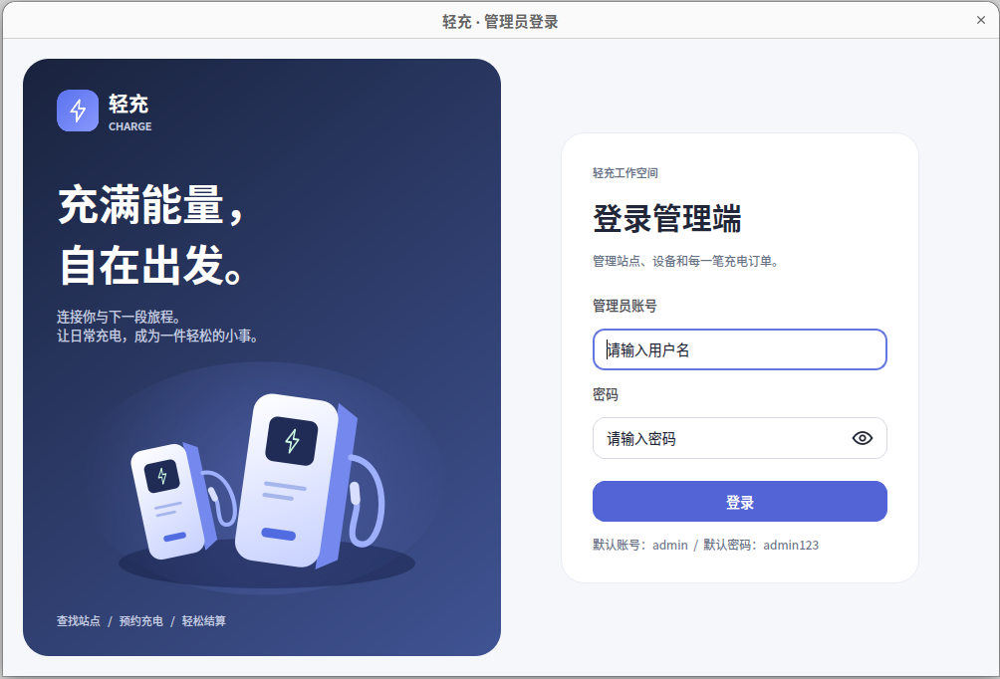 轻充 · 管理员登录
轻充
CHARGE
充满能量，
自在出发。
连接你与下一段旅程。
让日常充电，成为一件轻松的小事。
查找站点 / 预约充电 / 轻松结算
轻充工作空间
登录管理端
管理站点、设备和每一笔充电订单。
管理员账号
请输入用户名
密码
请输入密码
登录
默认账号：admin / 默认密码：admin123